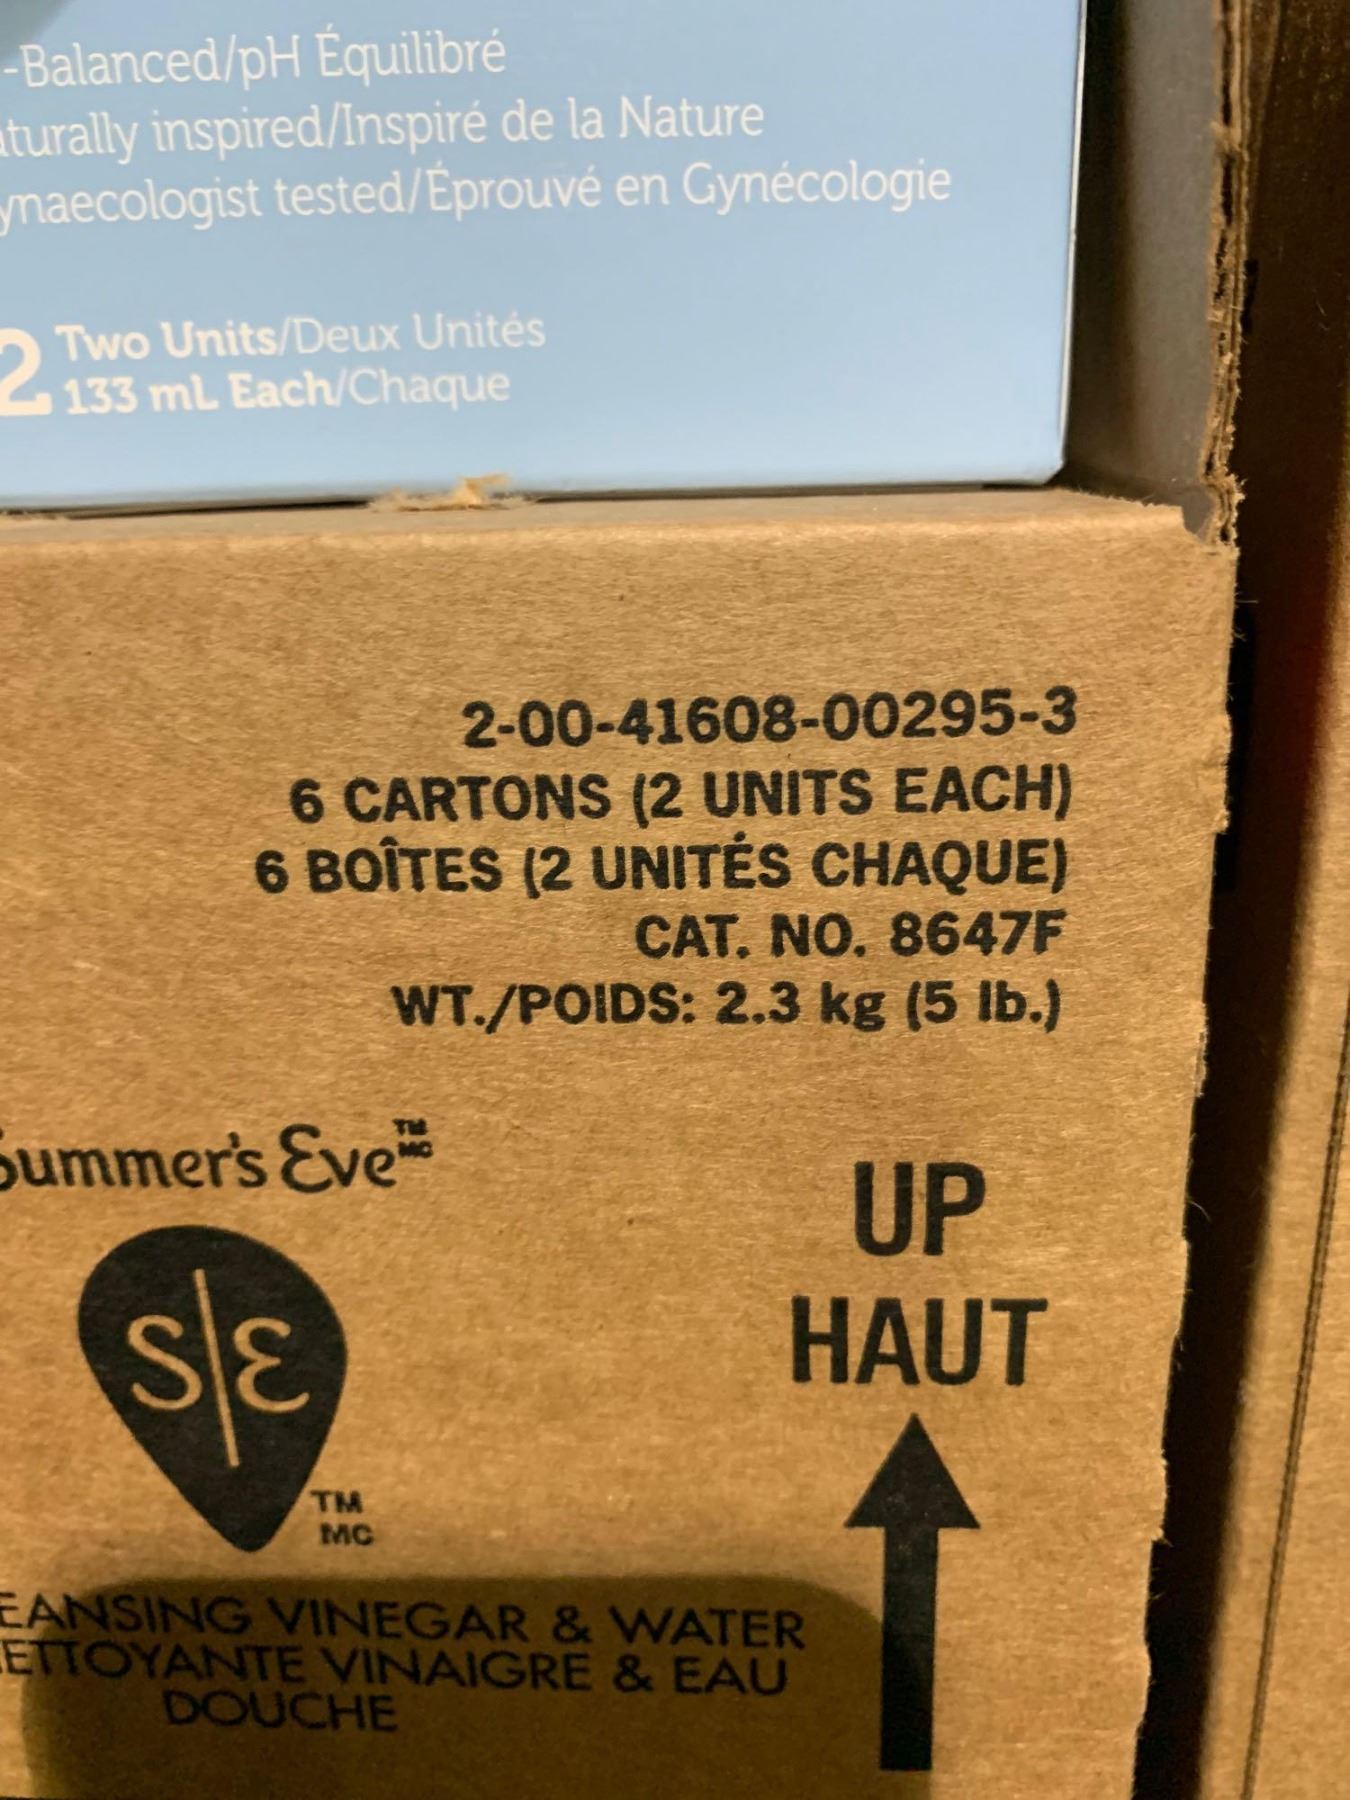 -Balanced/pH Équilibré
aturally inspired/Inspiré de la Nature
ynaecologist tested/Éprouvé en Gynécologie
2 Two Units/Deux Unités
133 mL Each/Chaque
2-00-41608-00295-3
6 CARTONS (2 UNITS EACH)
6 BOÎTES (2 UNITÉS CHAQUE)
CAT. NO. 8647F
WT./POIDS: 2.3 kg (5 lb.)
Summer's Eve™ MC
UP
HAUT
S|E
TM
MC
EANSING VINEGAR & WATER
ETTOYANTE VINAIGRE & EAU
DOUCHE